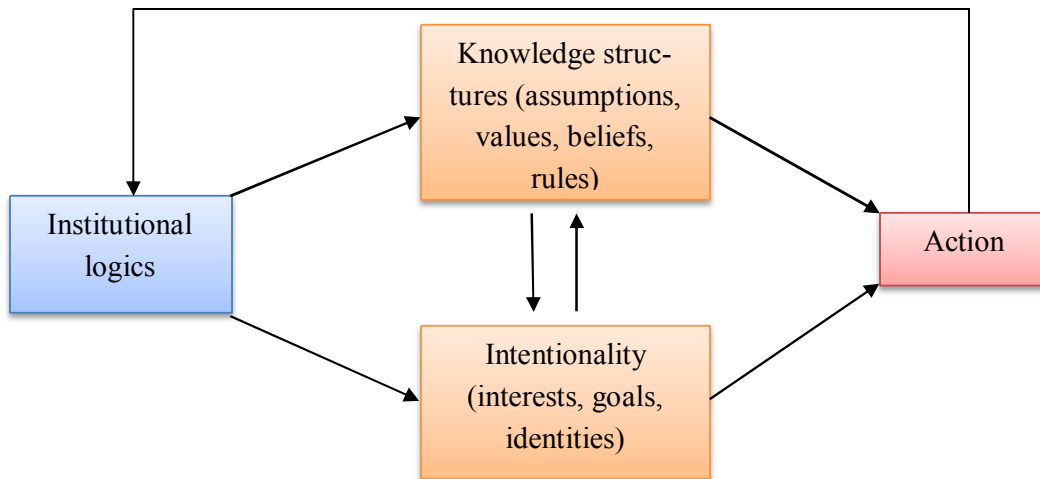 Knowledge struc-
tures (assumptions,
values, beliefs,
rules)
Institutional
logics
Action
Intentionality
(interests, goals,
identities)